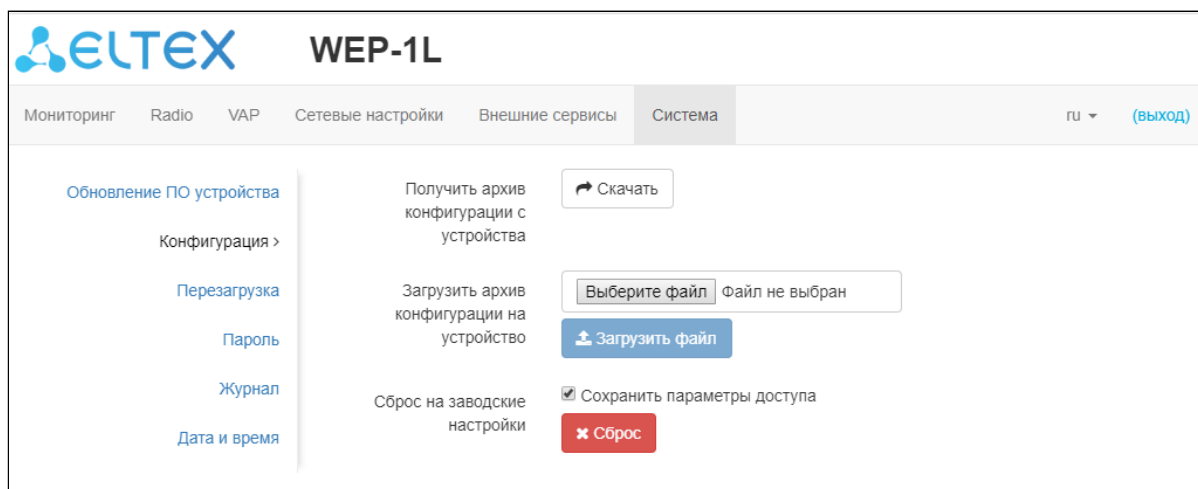 ELTEX WEP-1L
Мониторинг Radio VAP Сетевые настройки Внешние сервисы Система ru (выход)
Обновление ПО устройства
Конфигурация >
Перезагрузка
Пароль
Журнал
Дата и время
Получить архив
конфигурации с
устройства
Скачать
Загрузить архив
конфигурации на
устройство
Выберите файл Файл не выбран
Загрузить файл
Сброс на заводские
настройки
Сохранить параметры доступа
Сброс